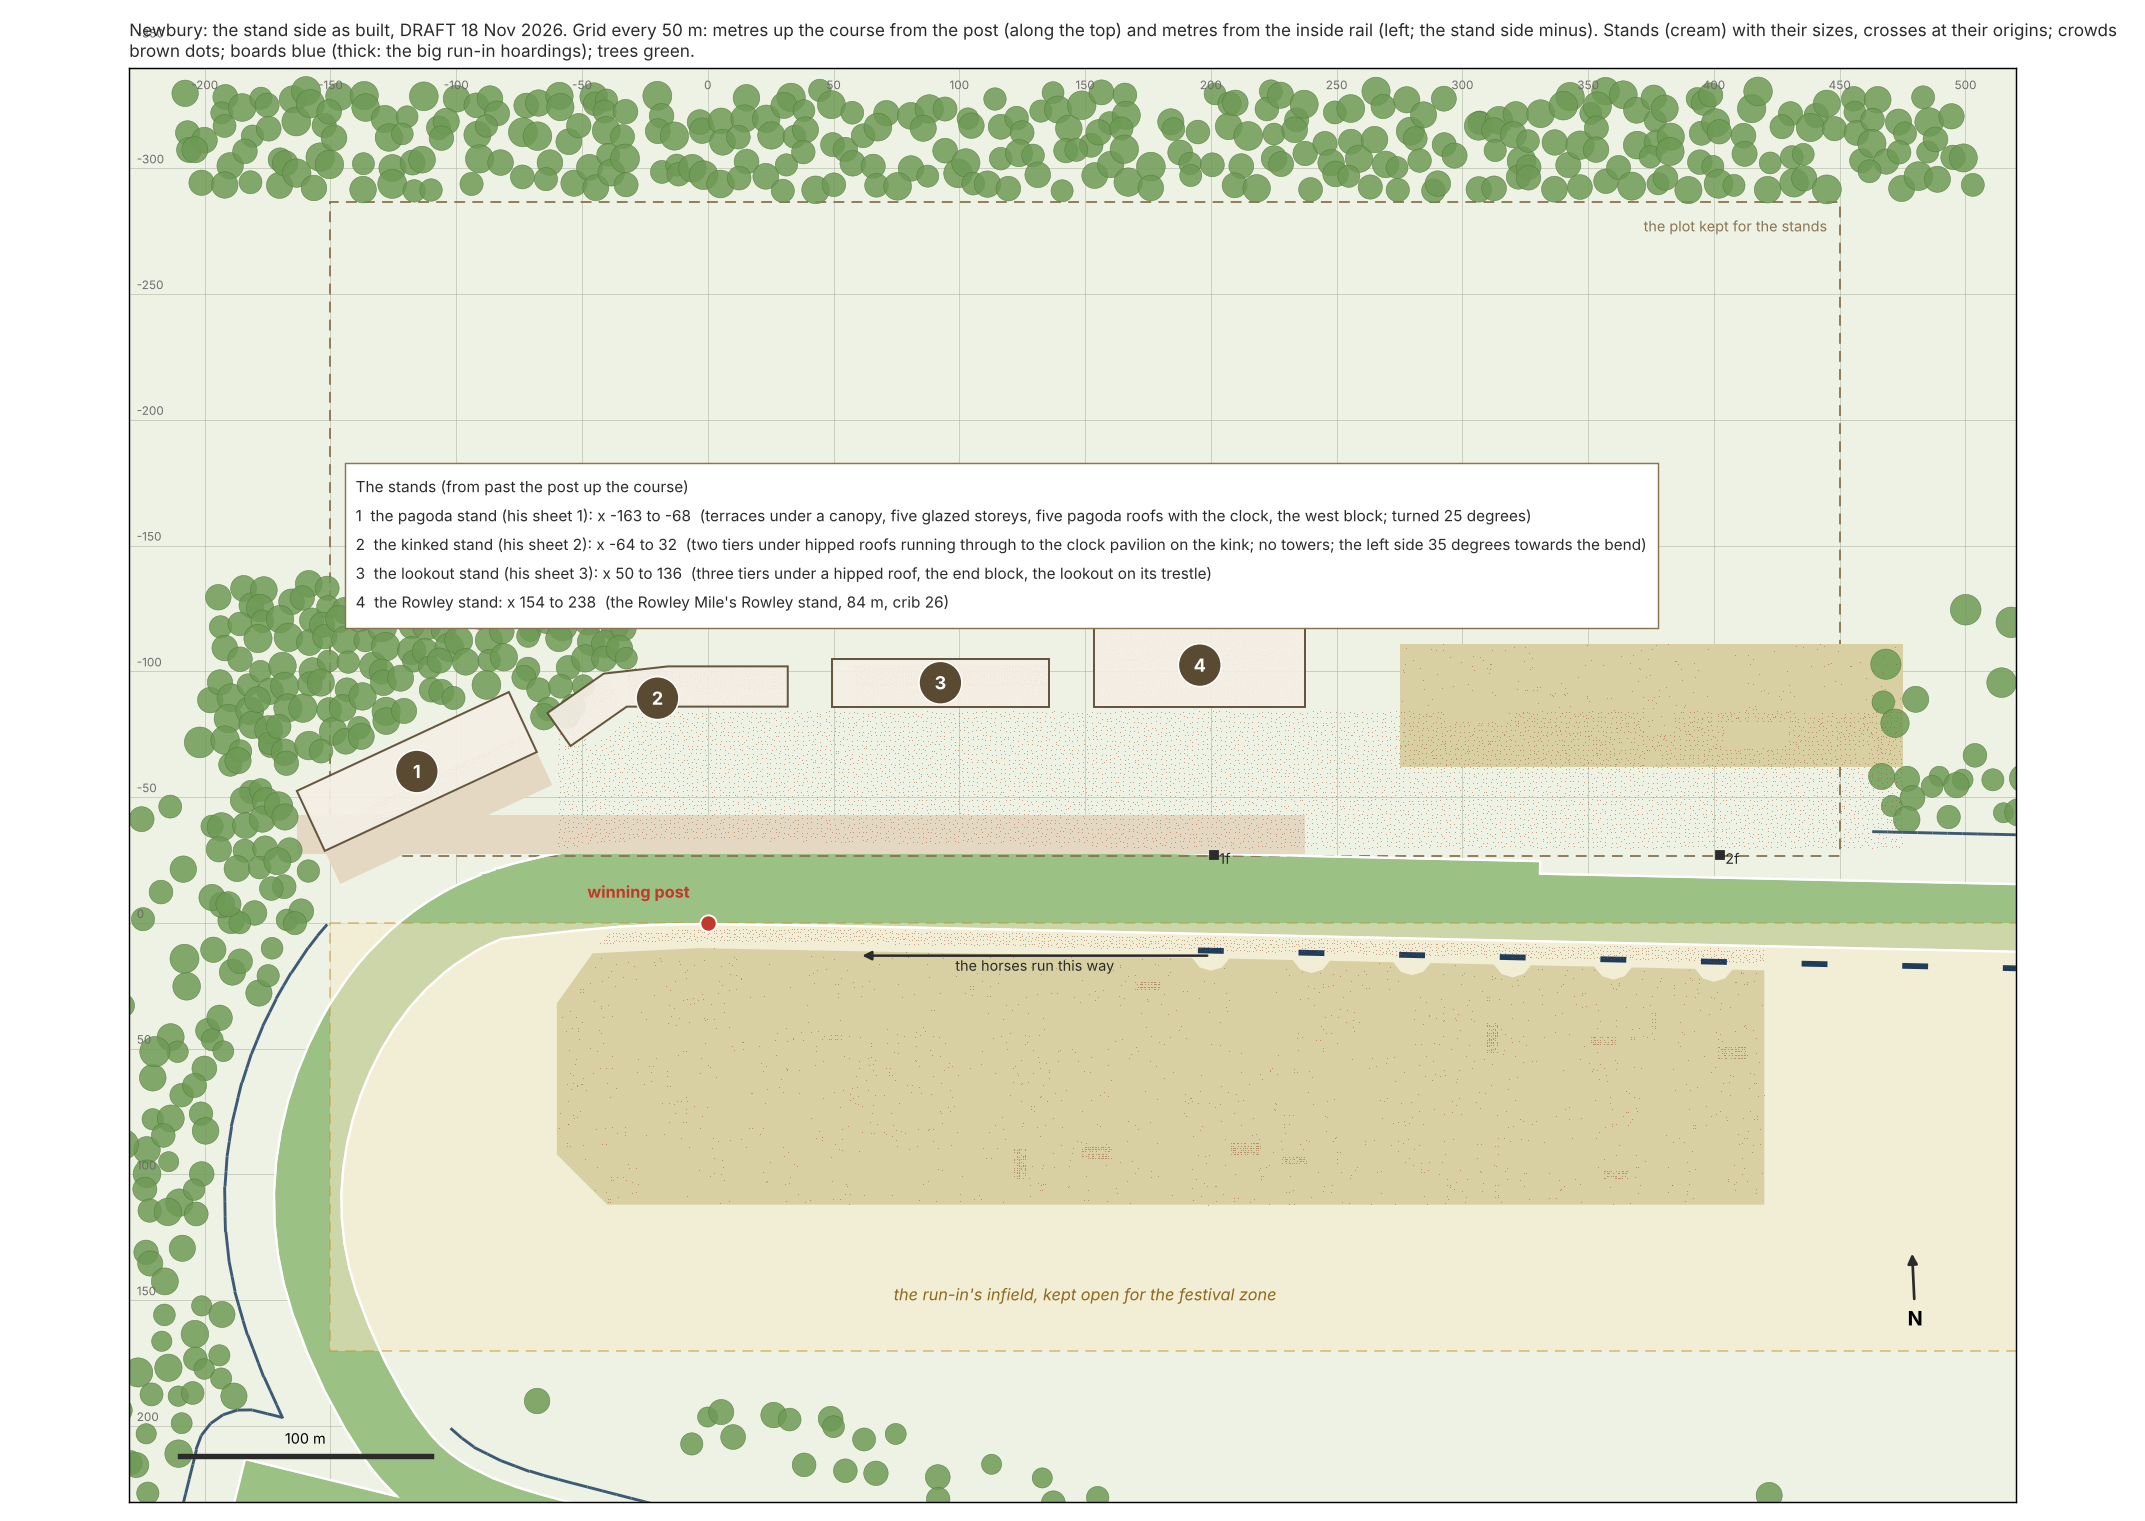 Newbury: the stand side as built, DRAFT 18 Nov 2026. Grid every 50 m: metres up the course from the post (along the top) and metres from the inside rail (left; the stand side minus). Stands (cream) with their sizes, crosses at their origins; crowds
brown dots; boards blue (thick: the big run-in hoardings); trees green.
-200 -150 -100 -50 0 50 100 150 200 250 300 350 400 450 500
-300
the plot kept for the stands
-250
-200
The stands (from past the post up the course)
1 the pagoda stand (his sheet 1): x -163 to -68 (terraces under a canopy, five glazed storeys, five pagoda roofs with the clock, the west block; turned 25 degrees)
-150
2 the kinked stand (his sheet 2): x -64 to 32 (two tiers under hipped roofs running through to the clock pavilion on the kink; no towers; the left side 35 degrees towards the bend)
3 the lookout stand (his sheet 3): x 50 to 136 (three tiers under a hipped roof, the end block, the lookout on its trestle)
4 the Rowley stand: x 154 to 238 (the Rowley Mile's Rowley stand, 84 m, crib 26)
-100
4
3
2
1
-50
1f
2f
winning post
0
the horses run this way
50
100
150
the run-in's infield, kept open for the festival zone
N
200
100 m